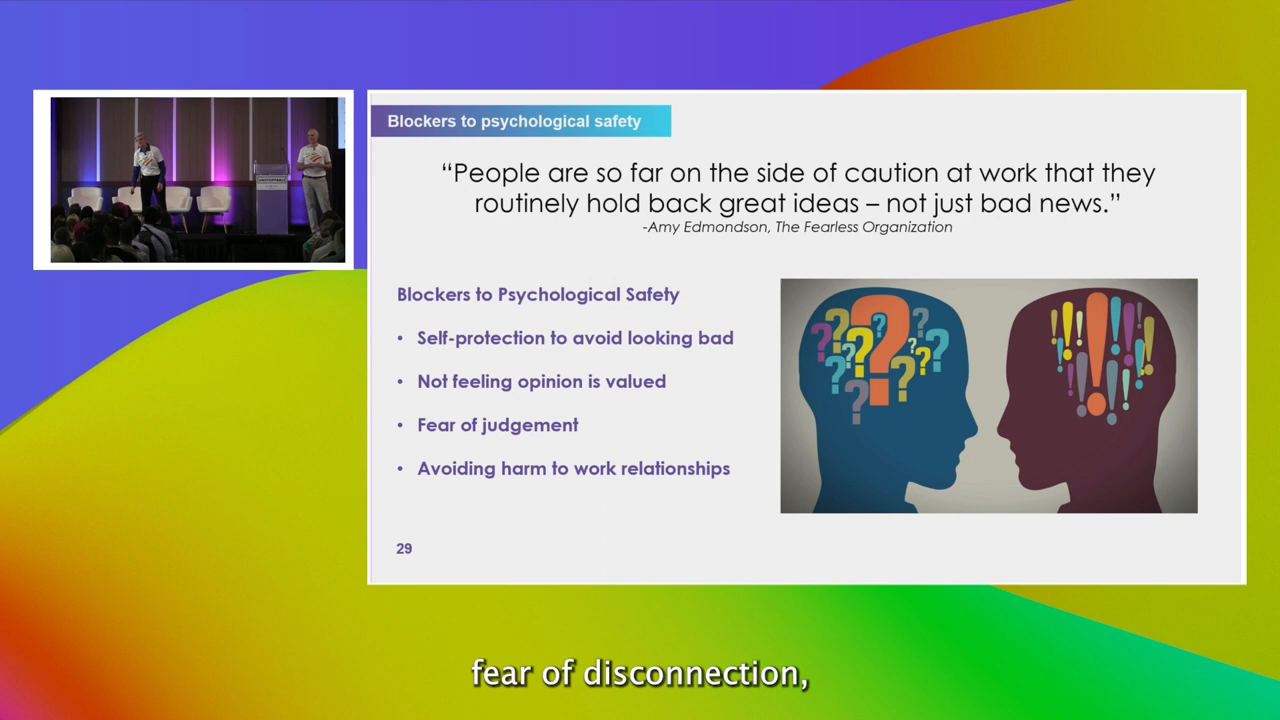 Blockers to psychological safety
“People are so far on the side of caution at work that they
routinely hold back great ideas – not just bad news.”
-Amy Edmondson, The Fearless Organization
Blockers to Psychological Safety
• Self-protection to avoid looking bad
• Not feeling opinion is valued
• Fear of judgement
• Avoiding harm to work relationships
29
fear of disconnection,